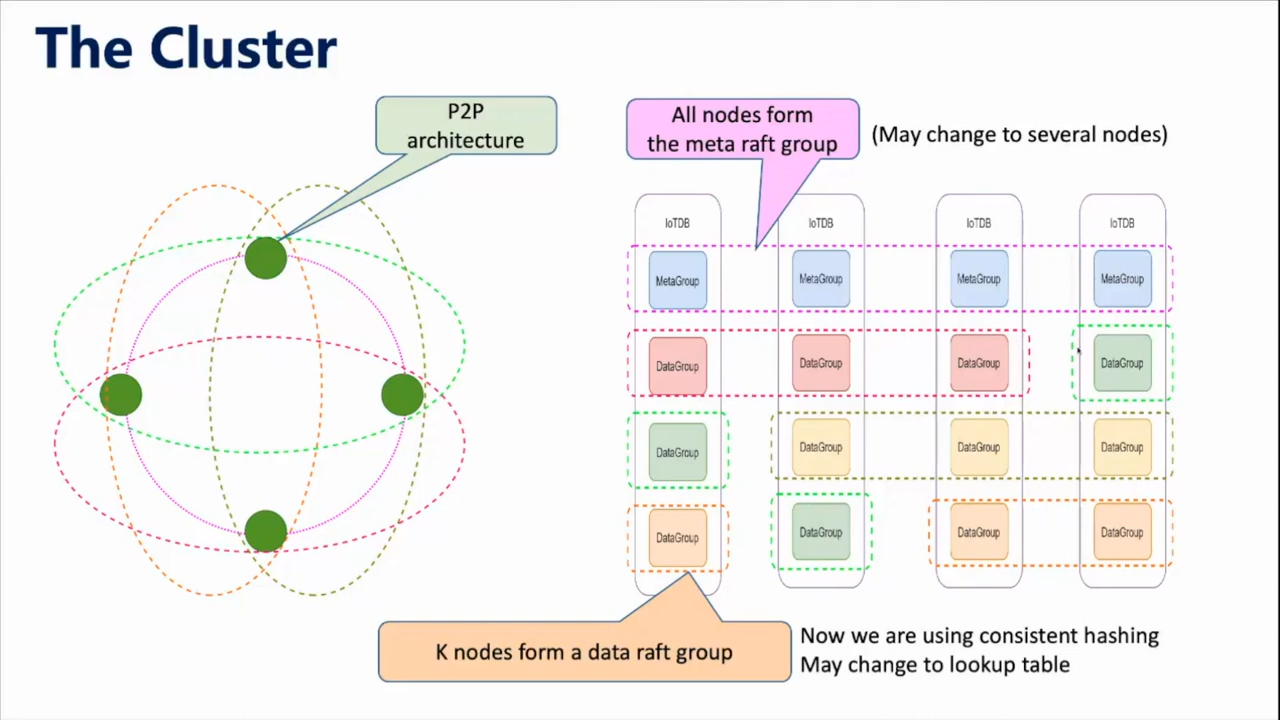 The Cluster
P2P
architecture
All nodes form
the meta raft group
(May change to several nodes)
IoTDB
IoTDB
IoTDB
IoTDB
MetaGroup
MetaGroup
MetaGroup
MetaGroup
DataGroup
DataGroup
DataGroup
DataGroup
DataGroup
DataGroup
DataGroup
DataGroup
DataGroup
DataGroup
DataGroup
DataGroup
K nodes form a data raft group
Now we are using consistent hashing
May change to lookup table